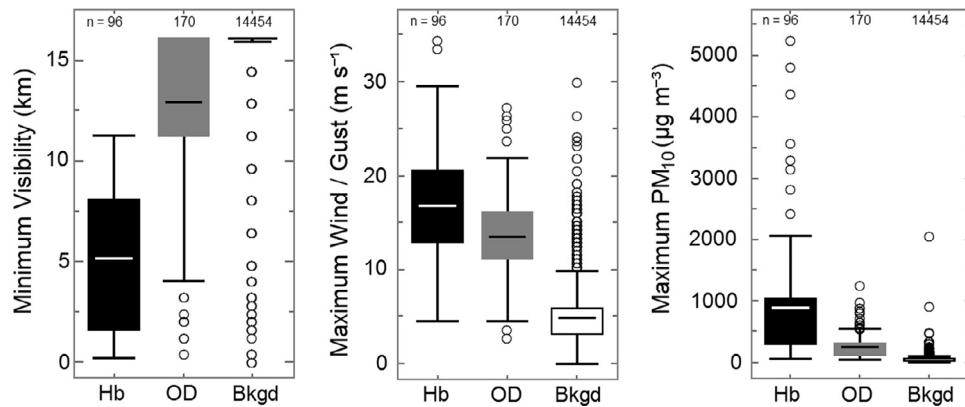 n = 96 170 14454
Minimum Visibility (km)
15
10
5
0
Hb OD Bkgd
n = 96 170 14454
Maximum Wind / Gust (m s⁻¹)
30
20
10
0
Hb OD Bkgd
n = 96 170 14454
Maximum PM₁₀ (µg m⁻³)
5000
4000
3000
2000
1000
0
Hb OD Bkgd